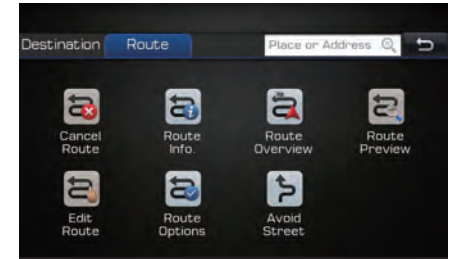 Destination Route Place or Address
Cancel Route Route Route
Route Info. Overview Preview
Edit Route Avoid
Route Options Street